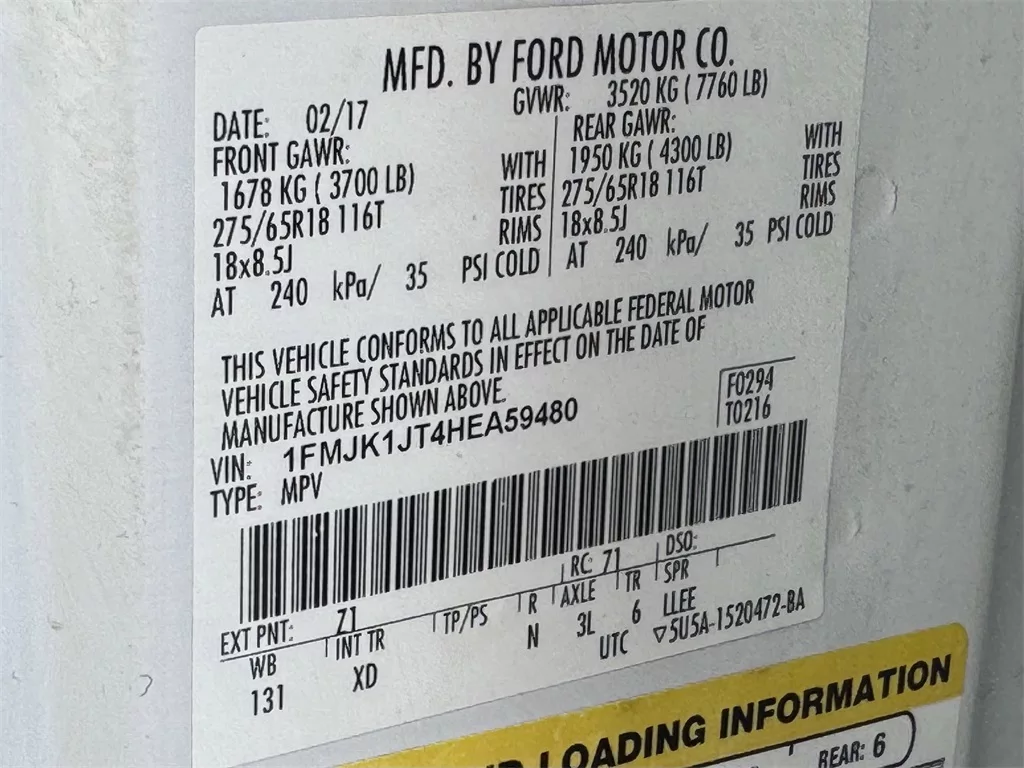 MFD. BY FORD MOTOR CO.
DATE: 02/17 GVWR: 3520 KG ( 7760 LB)
FRONT GAWR: REAR GAWR:
1678 KG ( 3700 LB) WITH 1950 KG ( 4300 LB) WITH
275/65R18 116T TIRES 275/65R18 116T TIRES
18x8.5J RIMS 18x8.5J RIMS
AT 240 kPa/ 35 PSI COLD AT 240 kPa/ 35 PSI COLD
THIS VEHICLE CONFORMS TO ALL APPLICABLE FEDERAL MOTOR
VEHICLE SAFETY STANDARDS IN EFFECT ON THE DATE OF
MANUFACTURE SHOWN ABOVE.
VIN: 1FMJK1JT4HEA59480 F0294
TYPE: MPV T0216
EXT PNT: Z1 RC: 71 DSO:
WB INT TR TP/PS R AXLE TR SPR
131 XD N 3L 6 LLEE
UTC ▽5U5A-1520472-BA
LOADING INFORMATION
REAR: 6